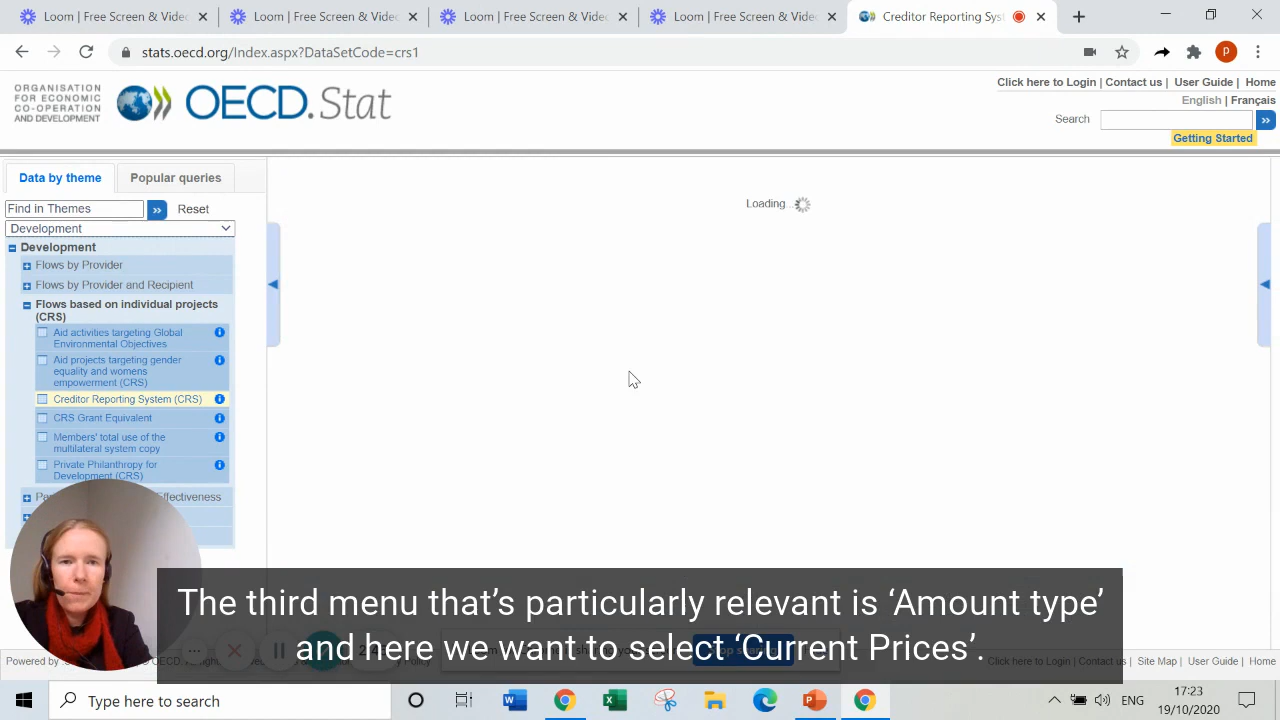 Loom | Free Screen & Video
Loom | Free Screen & Video
Loom | Free Screen & Video
Loom | Free Screen & Video
Creditor Reporting Sys
stats.oecd.org/Index.aspx?DataSetCode=crs1
p
ORGANISATION
FOR ECONOMIC
CO-OPERATION
AND DEVELOPMENT
OECD.Stat
Click here to Login | Contact us | User Guide | Home
English | Français
Search
Getting Started
Data by theme
Popular queries
Find in Themes
Reset
Development
Development
Flows by Provider
Flows by Provider and Recipient
Flows based on individual projects
(CRS)
Aid activities targeting Global
Environmental Objectives
Aid projects targeting gender
equality and womens
empowerment (CRS)
Creditor Reporting System (CRS)
CRS Grant Equivalent
Members' total use of the
multilateral system copy
Private Philanthropy for
Development (CRS)
Effectiveness
Loading...
The third menu that's particularly relevant is ‘Amount type’
and here we want to select ‘Current Prices’.
Powered by
Click here to Login | Contact us | Site Map | User Guide | Home
Type here to search
ENG
17:23
19/10/2020